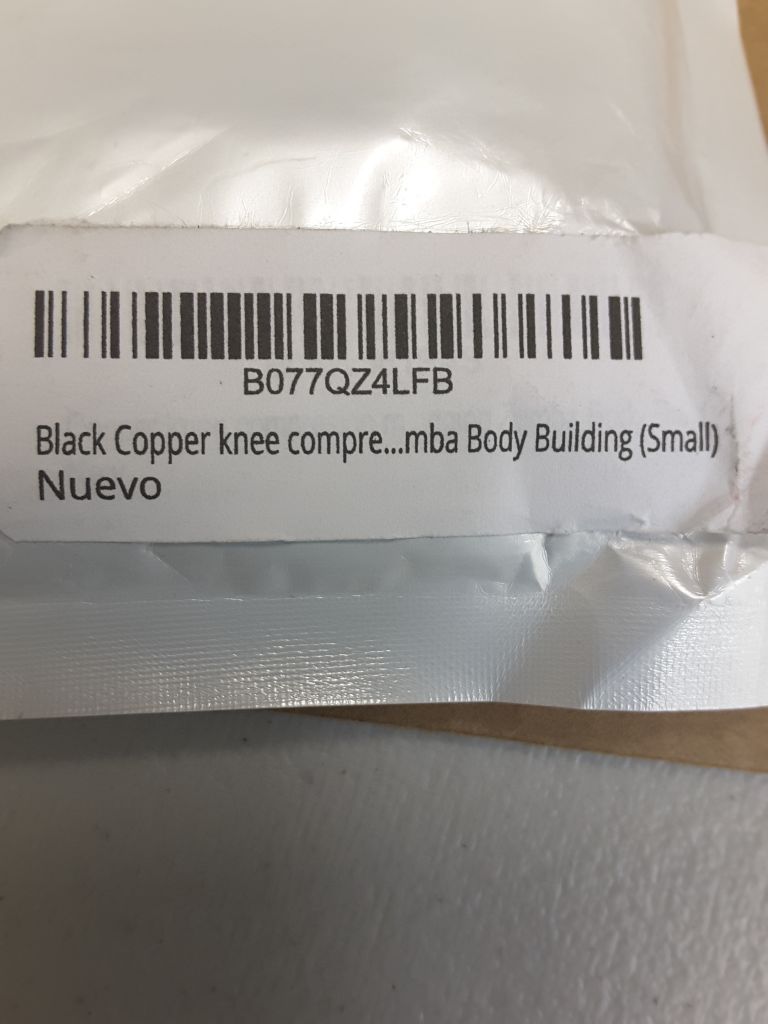 B077QZ4LFB
Black Copper knee compre...mba Body Building (Small)
Nuevo